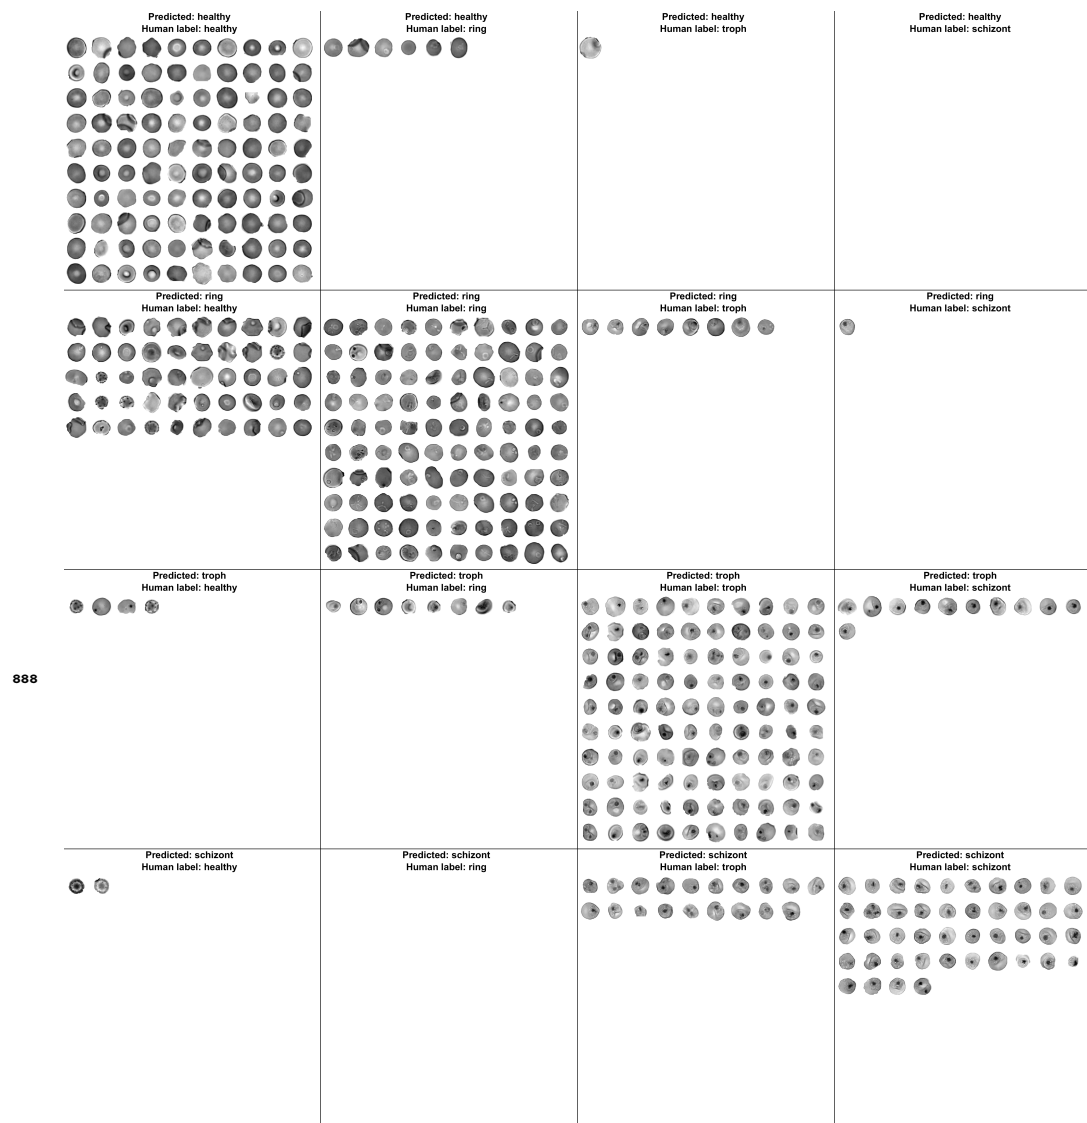 Predicted: healthy
Human label: healthy
Predicted: healthy
Human label: ring
Predicted: healthy
Human label: troph
Predicted: healthy
Human label: schizont
Predicted: ring
Human label: healthy
Predicted: ring
Human label: ring
Predicted: ring
Human label: troph
Predicted: ring
Human label: schizont
Predicted: troph
Human label: healthy
Predicted: troph
Human label: ring
Predicted: troph
Human label: troph
Predicted: troph
Human label: schizont
888
Predicted: schizont
Human label: healthy
Predicted: schizont
Human label: ring
Predicted: schizont
Human label: troph
Predicted: schizont
Human label: schizont